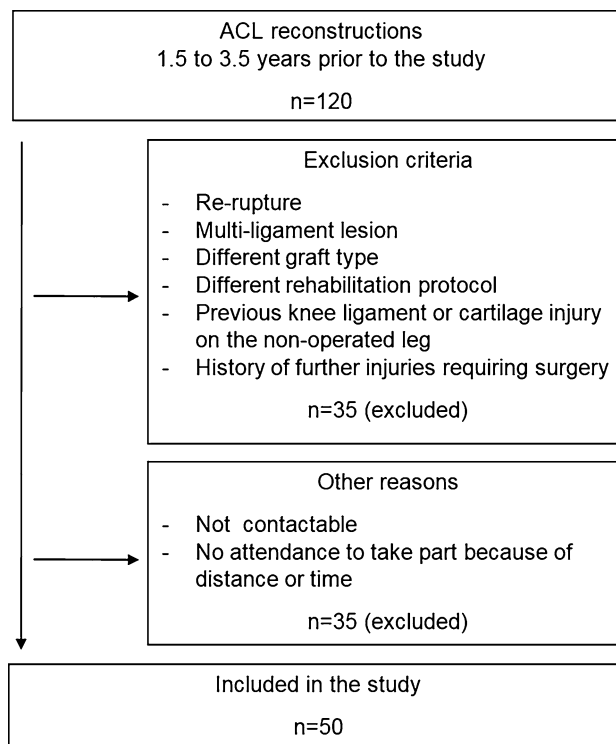 ACL reconstructions
1.5 to 3.5 years prior to the study
n=120
Exclusion criteria
- Re-rupture
- Multi-ligament lesion
- Different graft type
- Different rehabilitation protocol
- Previous knee ligament or cartilage injury
on the non-operated leg
- History of further injuries requiring surgery
n=35 (excluded)
Other reasons
- Not contactable
- No attendance to take part because of
distance or time
n=35 (excluded)
Included in the study
n=50